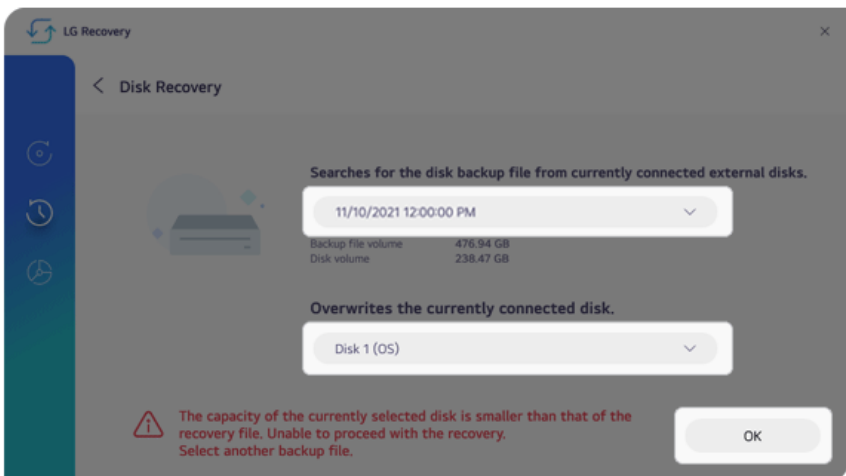 LG Recovery
Disk Recovery
Searches for the disk backup file from currently connected external disks.
11/10/2021 12:00:00 PM
Backup file volume 476.94 GB
Disk volume 238.47 GB
Overwrites the currently connected disk.
Disk 1 (OS)
The capacity of the currently selected disk is smaller than that of the
recovery file. Unable to proceed with the recovery.
Select another backup file.
OK